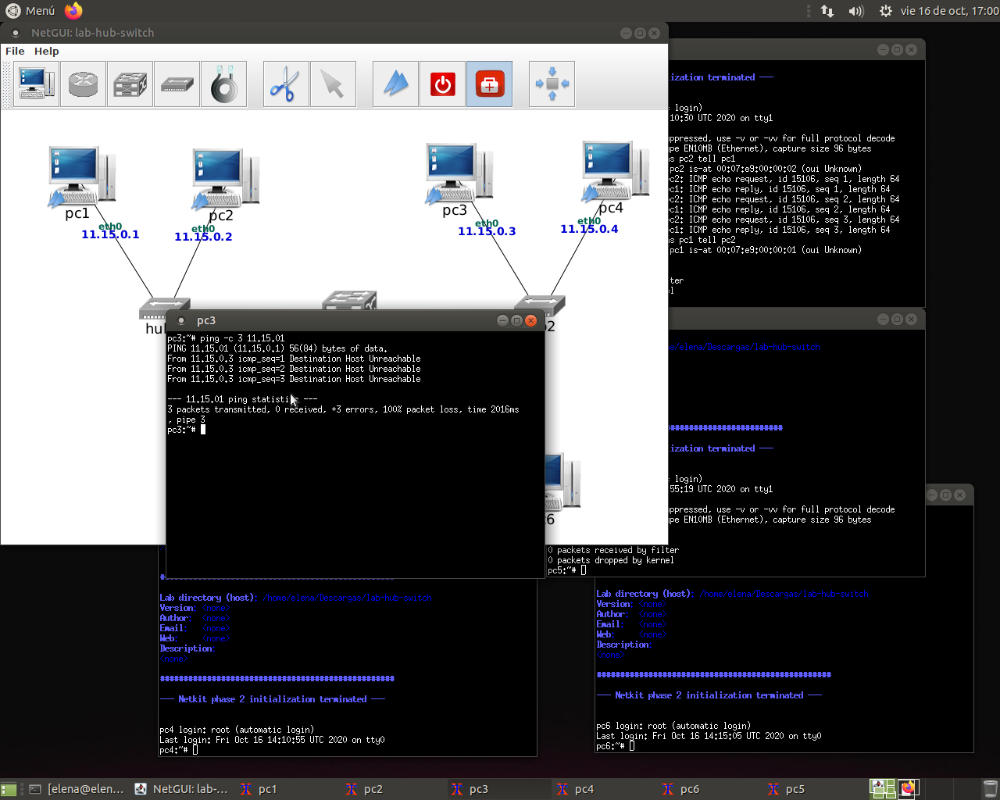 Menú
vie 16 de oct, 17:00
NetGUI: lab-hub-switch
File Help
pc1
pc2
pc3
pc4
eth0
11.15.0.1
eth0
11.15.0.2
eth0
11.15.0.3
eth0
11.15.0.4
ization terminated ——
login)
10:30 UTC 2020 on tty1
uppressed, use -v or -vv for full protocol decode
ype EN10MB (Ethernet), capture size 96 bytes
s pc2 tell pc1
pc2 is-at 00:07:e9:00:00:02 (oui Unknown)
pc2: ICMP echo request, id 15106, seq 1, length 64
pc1: ICMP echo reply, id 15106, seq 1, length 64
pc2: ICMP echo request, id 15106, seq 2, length 64
pc1: ICMP echo reply, id 15106, seq 2, length 64
pc2: ICMP echo request, id 15106, seq 3, length 64
pc1: ICMP echo reply, id 15106, seq 3, length 64
s pc1 tell pc2
pc1 is-at 00:07:e9:00:00:01 (oui Unknown)
ter
el
hu
2
pc3
pc3:~# ping -c 3 11.15.01
PING 11.15.01 (11.15.0.1) 56(84) bytes of data.
From 11.15.0.3 icmp_seq=1 Destination Host Unreachable
From 11.15.0.3 icmp_seq=2 Destination Host Unreachable
From 11.15.0.3 icmp_seq=3 Destination Host Unreachable
--- 11.15.01 ping statistics ---
3 packets transmitted, 0 received, +3 errors, 100% packet loss, time 2016ms
, pipe 3
pc3:~#
e/elena/Descargas/lab-hub-switch
#########################
ization terminated ——
login)
55:19 UTC 2020 on tty1
uppressed, use -v or -vv for full protocol decode
ype EN10MB (Ethernet), capture size 96 bytes
6
0 packets received by filter
0 packets dropped by kernel
pc5:~#
Lab directory (host): /home/elena/Descargas/lab-hub-switch
Version: <none>
Author: <none>
Email: <none>
Web: <none>
Description:
<none>
##################################################
—— Netkit phase 2 initialization terminated ——
pc4 login: root (automatic login)
Last login: Fri Oct 16 14:10:55 UTC 2020 on tty0
pc4:~#
Lab directory (host): /home/elena/Descargas/lab-hub-switch
Version: <none>
Author: <none>
Email: <none>
Web: <none>
Description:
<none>
##################################################
—— Netkit phase 2 initialization terminated ——
pc6 login: root (automatic login)
Last login: Fri Oct 16 14:15:05 UTC 2020 on tty0
pc6:~#
[elena@elen...
NetGUI: lab-...
pc1
pc2
pc3
pc4
pc6
pc5